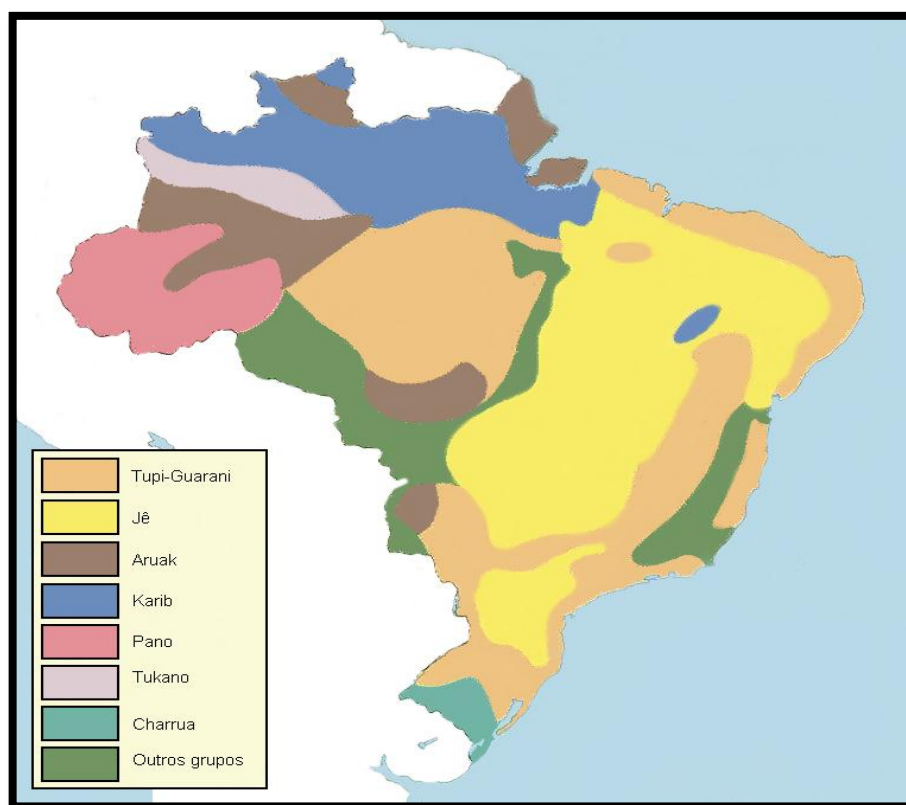 Tupi-Guarani
Jê
Aruak
Karib
Pano
Tukano
Charrua
Outros grupos